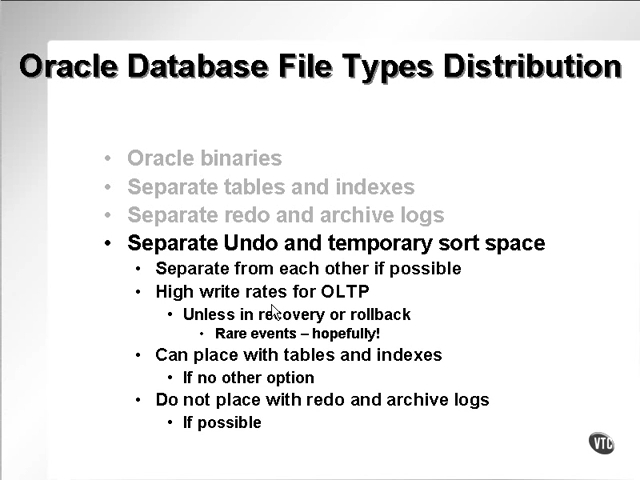 Oracle Database File Types Distribution
• Oracle binaries
• Separate tables and indexes
• Separate redo and archive logs
• Separate Undo and temporary sort space
• Separate from each other if possible
• High write rates for OLTP
• Unless in recovery or rollback
• Rare events – hopefully!
• Can place with tables and indexes
• If no other option
• Do not place with redo and archive logs
• If possible
VTC